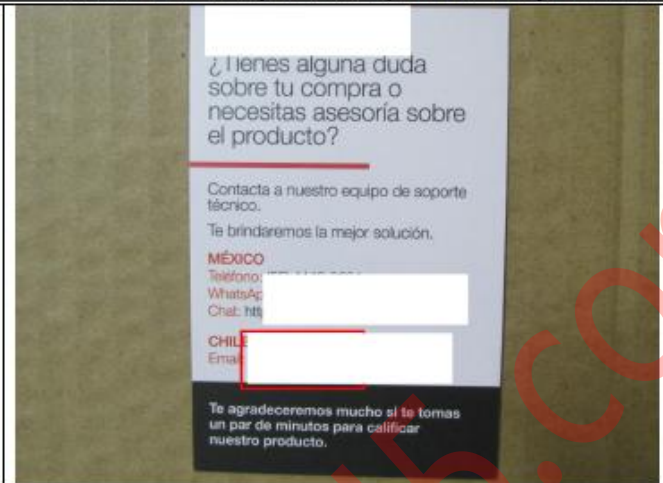 ¿Tienes alguna duda
sobre tu compra o
necesitas asesoría sobre
el producto?
Contacta a nuestro equipo de soporte
técnico.
Te brindaremos la mejor solución.
MÉXICO
Teléfono:
Chat:
CHILE
Email:
Te agradeceremos mucho si te tomas
un par de minutos para calificar
nuestro producto.